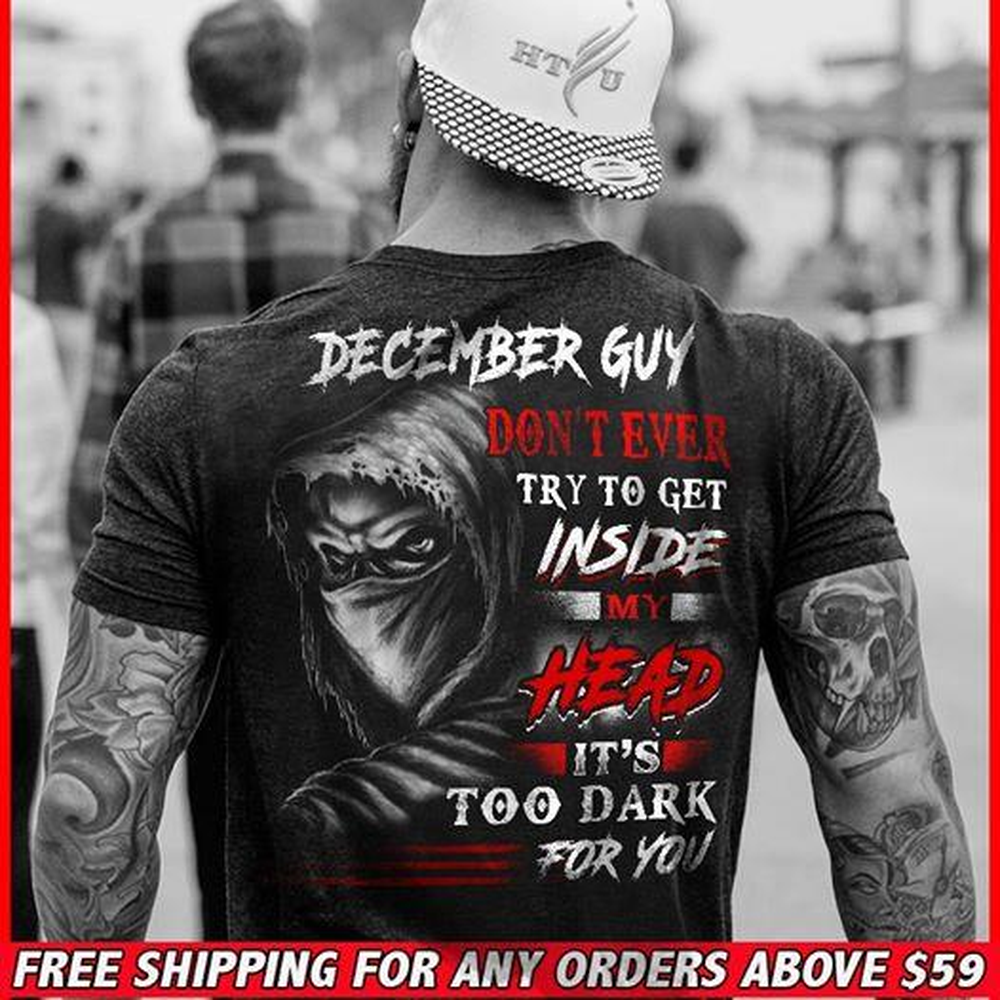 HTU
DECEMBER GUY
DON'T EVER
TRY TO GET
INSIDE
MY
HEAD
IT'S
TOO DARK
FOR YOU
FREE SHIPPING FOR ANY ORDERS ABOVE $59